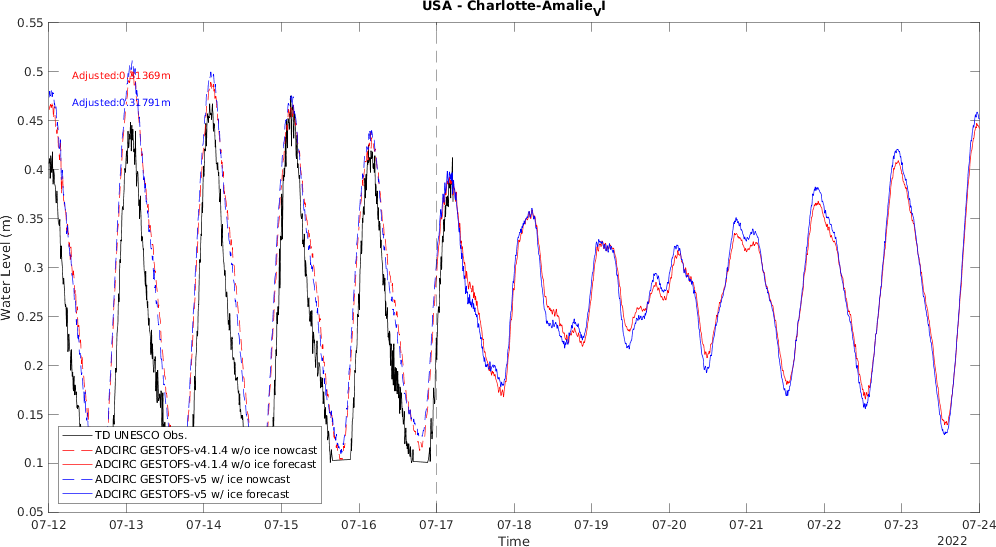 USA - Charlotte-AmalieVI
0.55
0.5
0.45
0.4
0.35
0.3
0.25
0.2
0.15
0.1
0.05
Water Level (m)
Adjusted:0.31369m
Adjusted:0.31791m
TD UNESCO Obs.
ADCIRC GESTOFS-v4.1.4 w/o ice nowcast
ADCIRC GESTOFS-v4.1.4 w/o ice forecast
ADCIRC GESTOFS-v5 w/ ice nowcast
ADCIRC GESTOFS-v5 w/ ice forecast
07-12 07-13 07-14 07-15 07-16 07-17 07-18 07-19 07-20 07-21 07-22 07-23 07-24
Time
2022